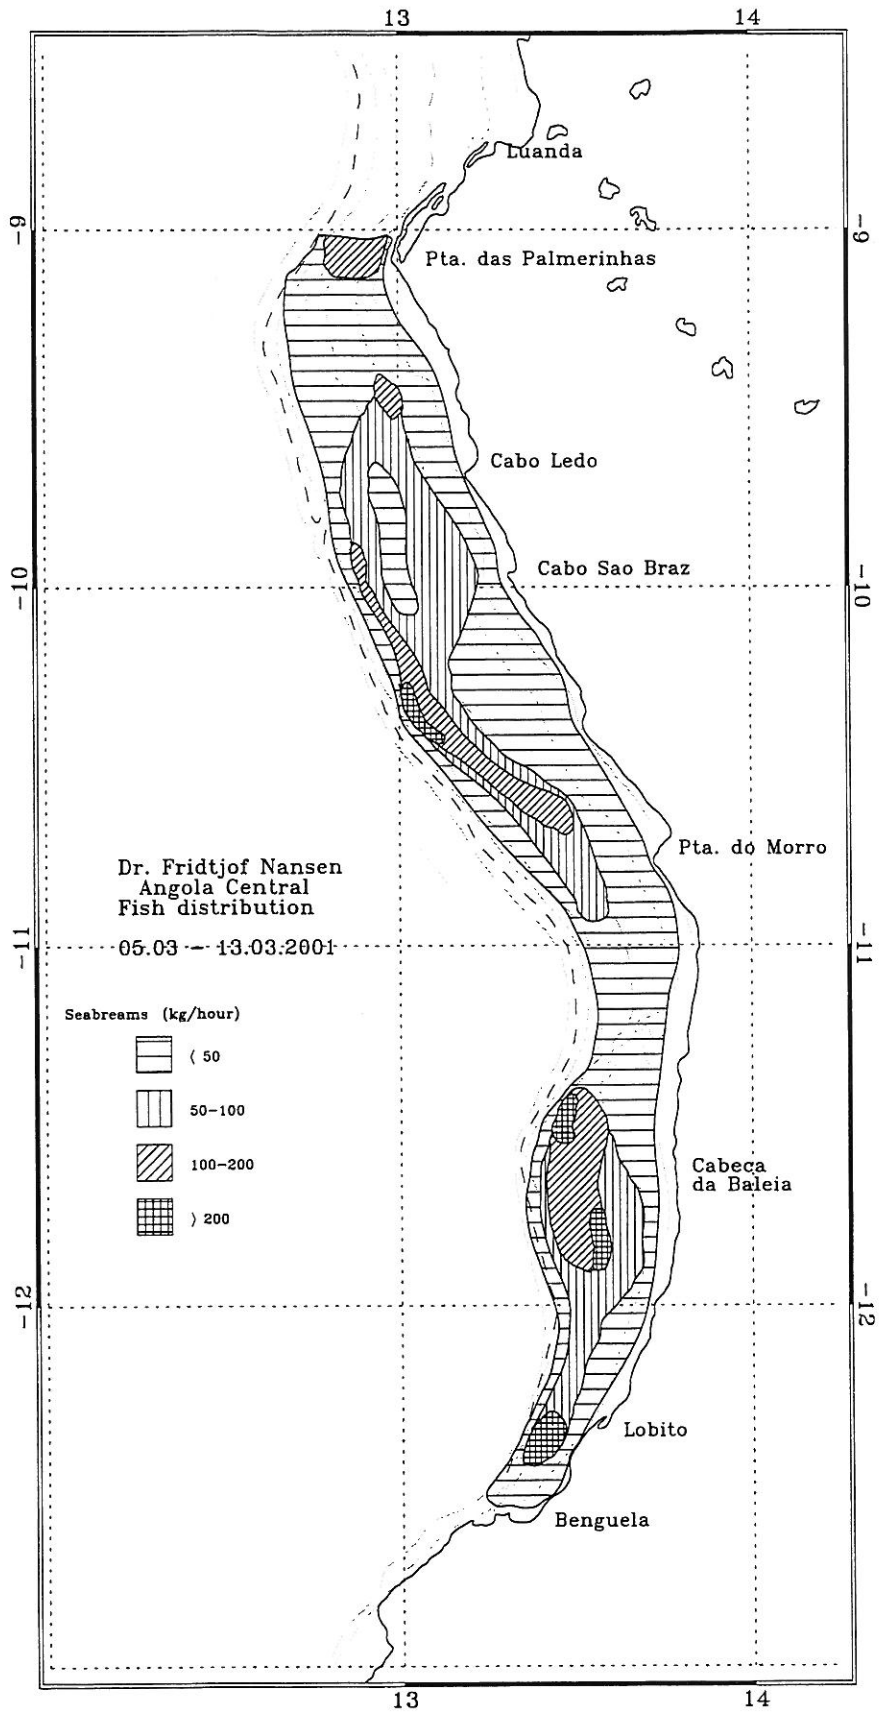 13 14
Luanda
-9 -9
Pta. das Palmerinhas
Cabo Ledo
Cabo Sao Braz
-10 -10
Pta. do Morro
Dr. Fridtjof Nansen
Angola Central
Fish distribution
-11 -11
05.03 - 13.03.2001
Seabreams (kg/hour)
< 50
50-100
100-200
> 200
Cabeca
da Baleia
-12 -12
Lobito
Benguela
13 14